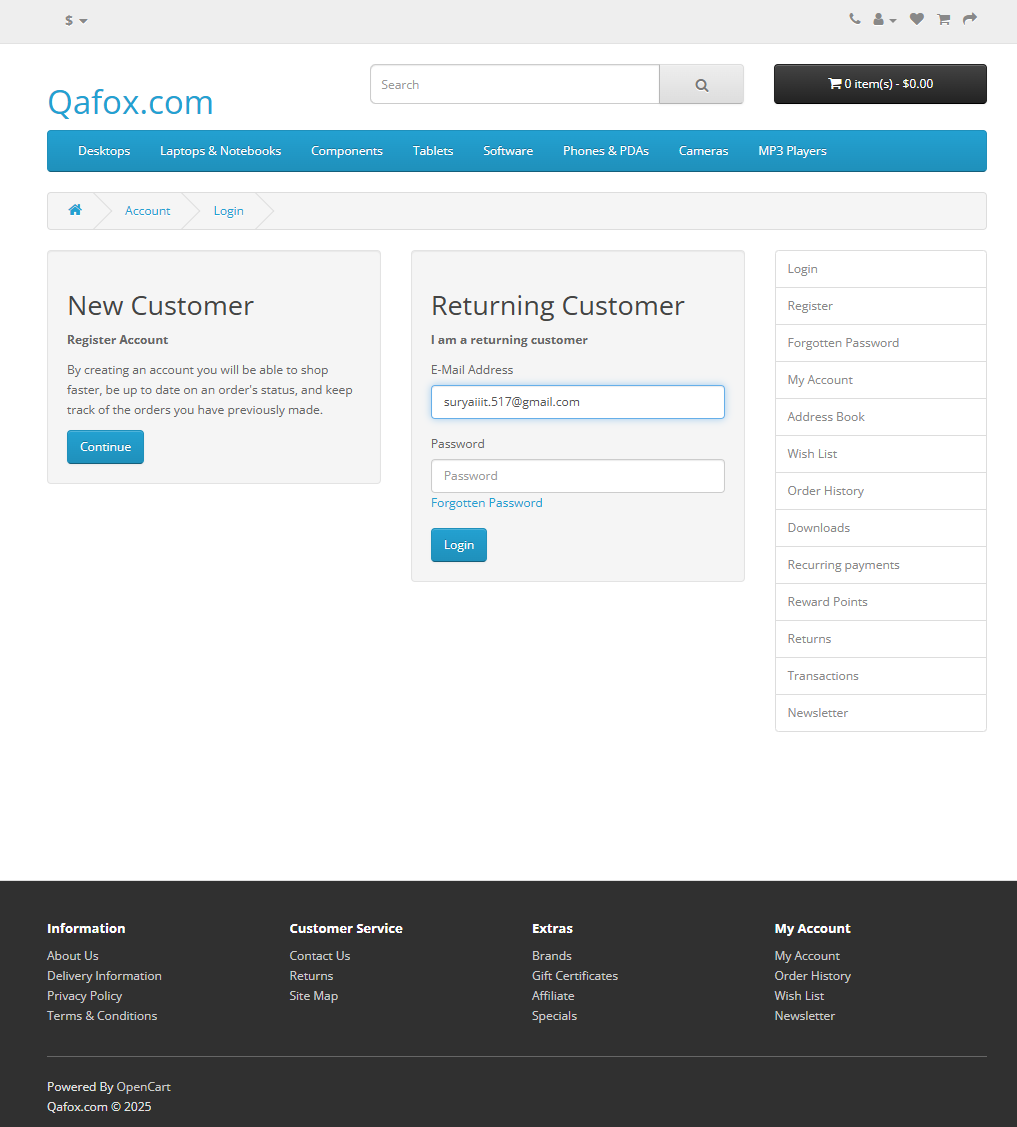 $
Search
0 item(s) - $0.00
Qafox.com
Desktops Laptops & Notebooks Components Tablets Software Phones & PDAs Cameras MP3 Players
Account Login
New Customer
Register Account
By creating an account you will be able to shop
faster, be up to date on an order's status, and keep
track of the orders you have previously made.
Continue
Returning Customer
I am a returning customer
E-Mail Address
suryaiiit.517@gmail.com
Password
Password
Forgotten Password
Login
Login
Register
Forgotten Password
My Account
Address Book
Wish List
Order History
Downloads
Recurring payments
Reward Points
Returns
Transactions
Newsletter
Information
About Us
Delivery Information
Privacy Policy
Terms & Conditions
Customer Service
Contact Us
Returns
Site Map
Extras
Brands
Gift Certificates
Affiliate
Specials
My Account
My Account
Order History
Wish List
Newsletter
Powered By OpenCart
Qafox.com © 2025